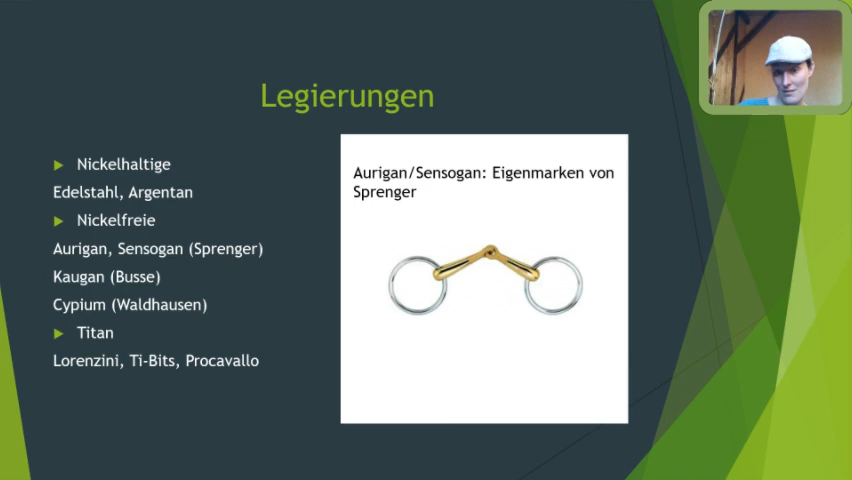 Legierungen
Nickelhaltige
Edelstahl, Argentan
Nickelfreie
Aurigan, Sensogan (Sprenger)
Kaugan (Busse)
Cypium (Waldhausen)
Titan
Lorenzini, Ti-Bits, Procavallo
Aurigan/Sensogan: Eigenmarken von
Sprenger